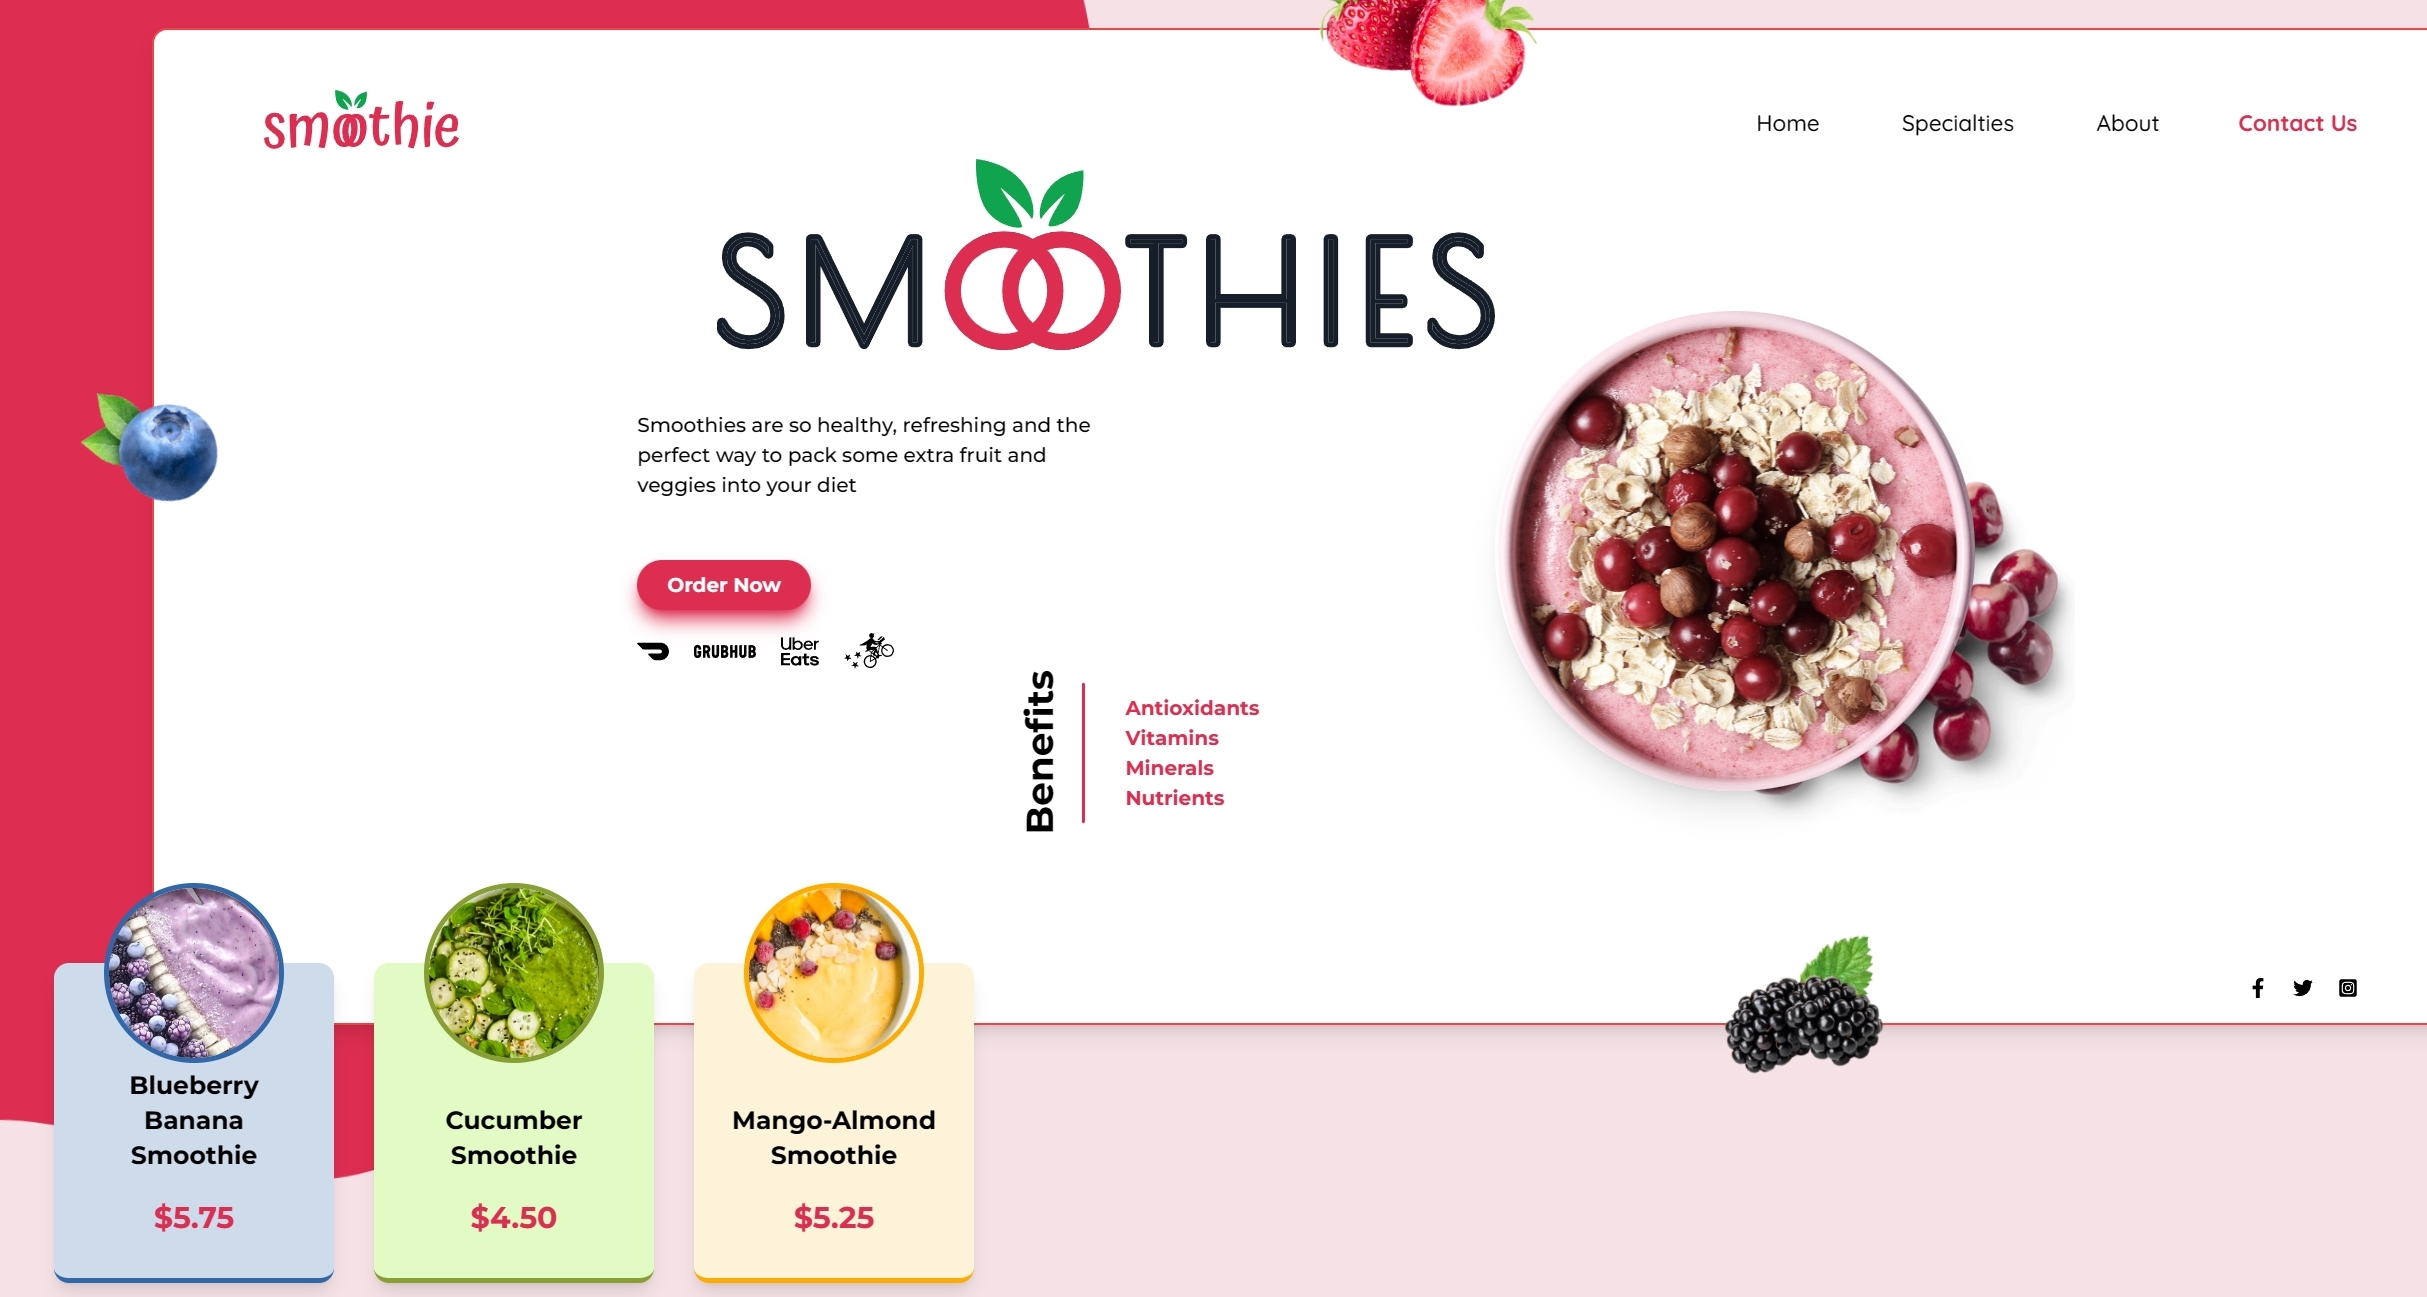 smoothie
Home
Specialties
About
Contact Us
SMOOTHIES
Smoothies are so healthy, refreshing and the
perfect way to pack some extra fruit and
veggies into your diet
Order Now
GRUBHUB
Uber
Eats
Benefits
Antioxidants
Vitamins
Minerals
Nutrients
Blueberry
Banana
Smoothie
$5.75
Cucumber
Smoothie
$4.50
Mango-Almond
Smoothie
$5.25